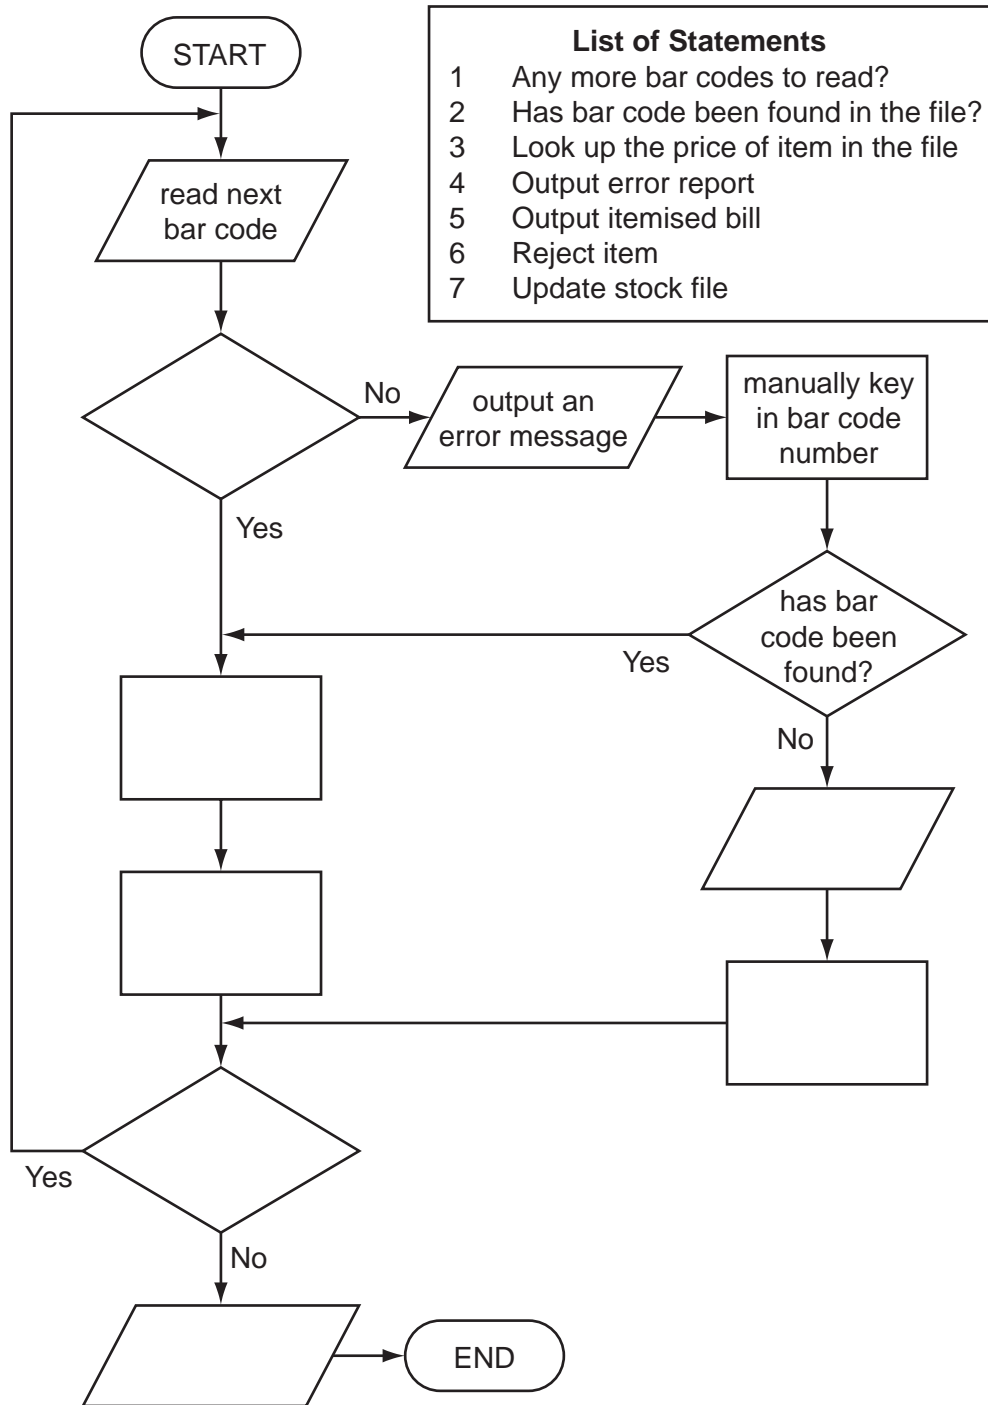 START
List of Statements
1 Any more bar codes to read?
2 Has bar code been found in the file?
3 Look up the price of item in the file
4 Output error report
5 Output itemised bill
6 Reject item
7 Update stock file
read next
bar code
No
output an
error message
manually key
in bar code
number
Yes
has bar
code been
found?
Yes
No
Yes
No
END